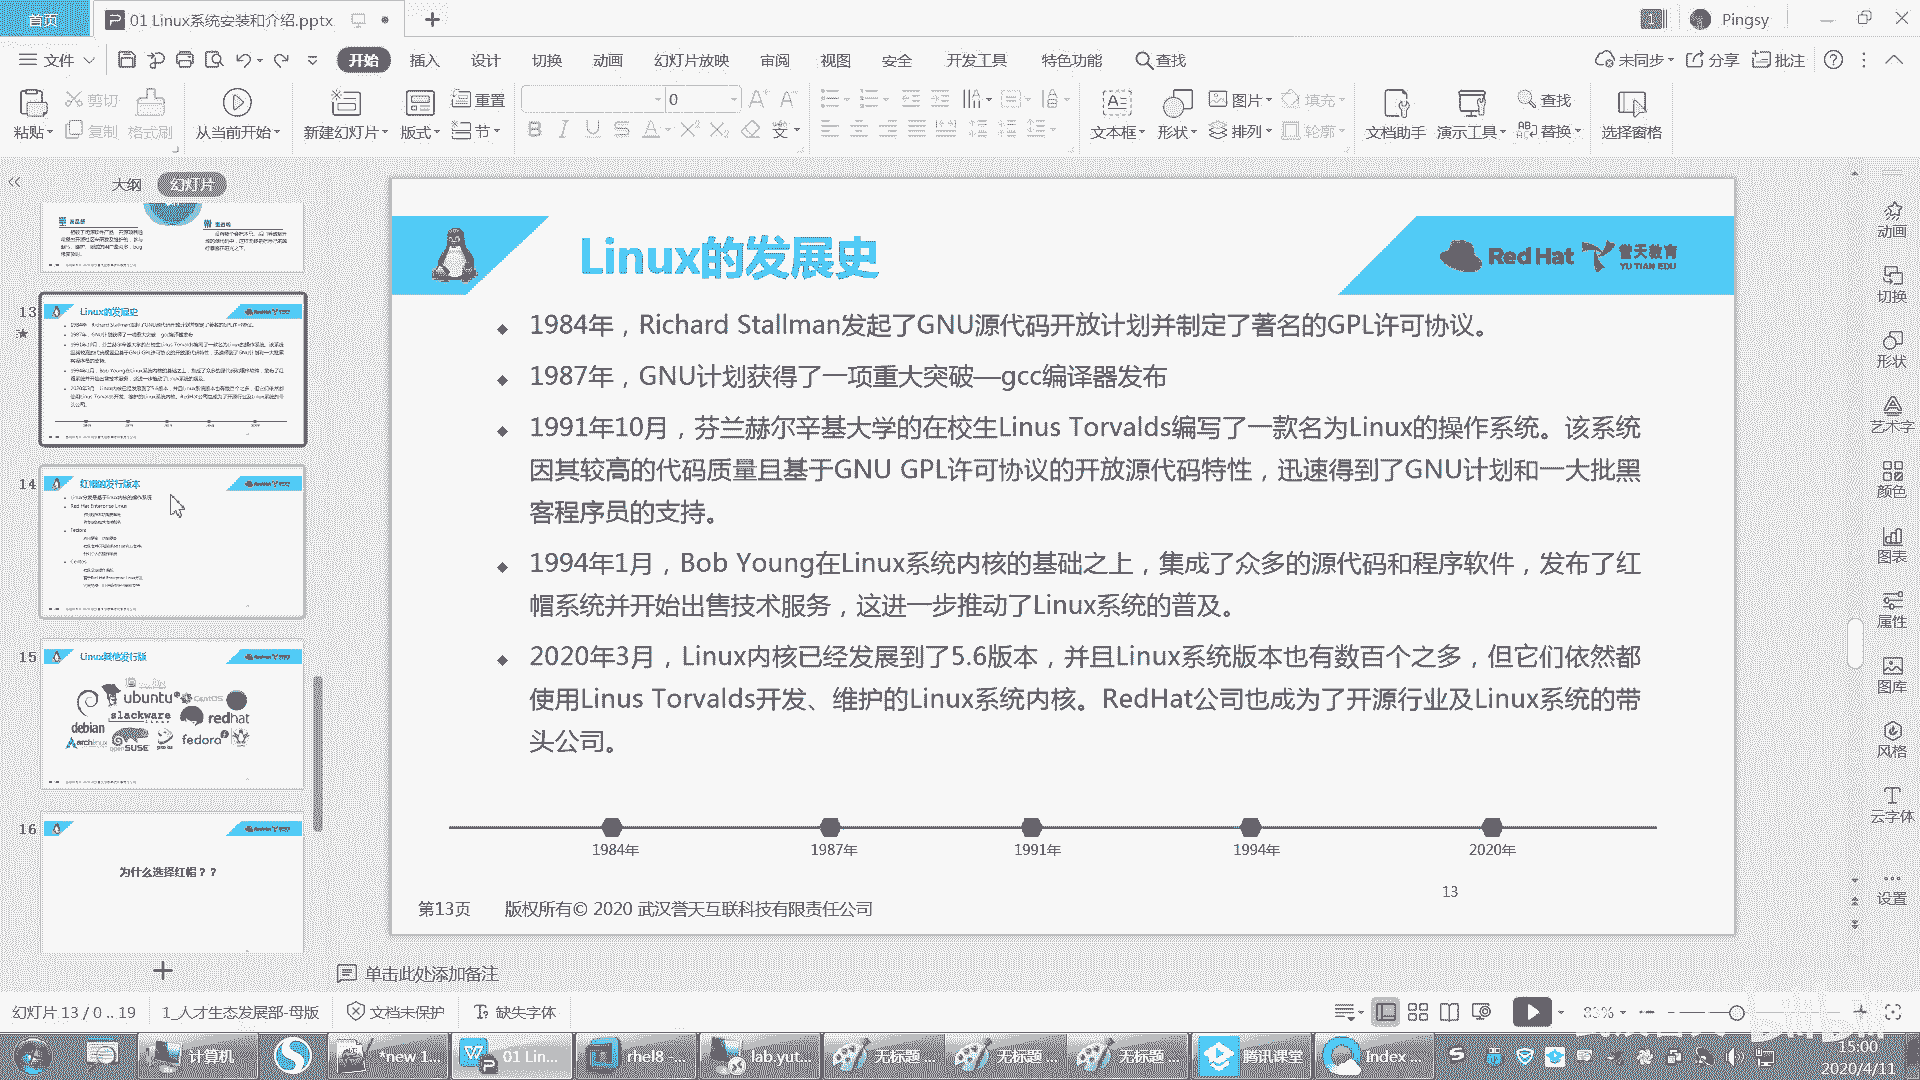 首页
01 Linux系统安装和介绍.pptx
Pingsy
文件
开始
插入
设计
切换
动画
幻灯片放映
审阅
视图
安全
开发工具
特色功能
查找
未同步
分享
批注
粘贴
剪切
复制
格式刷
从当前开始
新建幻灯片
版式
重置
节
0
文本框
形状
图片
排列
填充
轮廓
文档助手
演示工具
查找
替换
选择窗格
大纲
幻灯片
13
Linux的发展史
14
红帽的发行版本
Red Hat Enterprise Linux
Fedora
15
Linux其他发行版
ubuntu
CentOS
slackware
redhat
debian
archlinux
openSUSE
fedora
16
为什么选择红帽？？
Linux的发展史
Red Hat
誉天教育
YU TIAN EDU
1984年，Richard Stallman发起了GNU源代码开放计划并制定了著名的GPL许可协议。
1987年，GNU计划获得了一项重大突破—gcc编译器发布
1991年10月，芬兰赫尔辛基大学的在校生Linus Torvalds编写了一款名为Linux的操作系统。该系统
因其较高的代码质量且基于GNU GPL许可协议的开放源代码特性，迅速得到了GNU计划和一大批黑
客程序员的支持。
1994年1月，Bob Young在Linux系统内核的基础之上，集成了众多的源代码和程序软件，发布了红
帽系统并开始出售技术服务，这进一步推动了Linux系统的普及。
2020年3月，Linux内核已经发展到了5.6版本，并且Linux系统版本也有数百个之多，但它们依然都
使用Linus Torvalds开发、维护的Linux系统内核。RedHat公司也成为了开源行业及Linux系统的带
头公司。
1984年
1987年
1991年
1994年
2020年
13
第13页
版权所有© 2020 武汉誉天互联科技有限责任公司
动画
切换
形状
艺术字
颜色
图表
属性
图库
风格
云字体
设置
单击此处添加备注
幻灯片 13 / 0 .. 19
1_人才生态发展部-母版
文档未保护
缺失字体
83%
计算机
*new 1...
01 Lin...
rhel8 -...
lab.yut...
无标题 ...
无标题 ...
无标题 ...
腾讯课堂
Index ...
15:00
2020/4/11